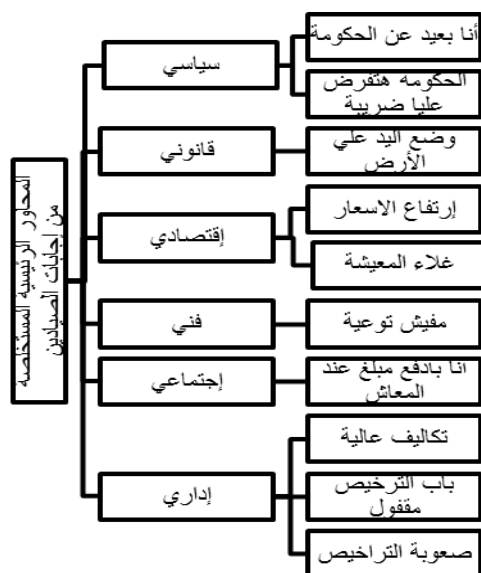 المحاور الرئيسية المستخلصة
من إجابات الصيادين
سياسي
أنا بعيد عن الحكومة
الحكومه هتفرض
عليا ضريبة
قانوني
وضع اليد علي
الأرض
إقتصادي
إرتفاع الاسعار
غلاء المعيشة
فني
مفيش توعية
إجتماعي
انا بادفع مبلغ عند
المعاش
إداري
تكاليف عالية
باب الترخيص
مقفول
صعوبة التراخيص